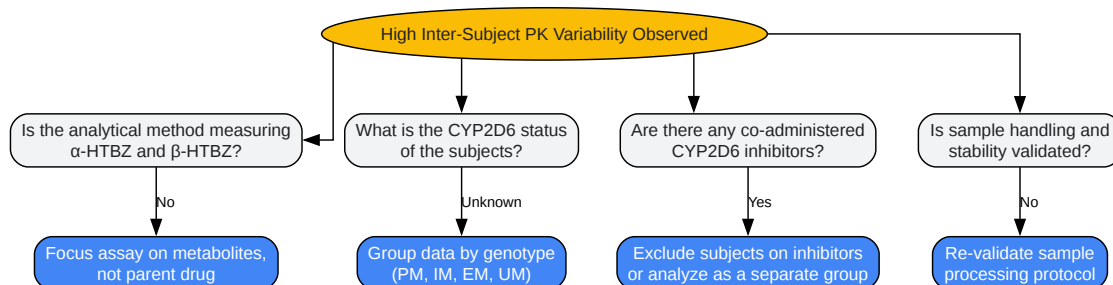 High Inter-Subject PK Variability Observed
Is the analytical method measuring
α-HTBZ and β-HTBZ?
What is the CYP2D6 status
of the subjects?
Are there any co-administered
CYP2D6 inhibitors?
Is sample handling and
stability validated?
No
Unknown
Yes
No
Focus assay on metabolites,
not parent drug
Group data by genotype
(PM, IM, EM, UM)
Exclude subjects on inhibitors
or analyze as a separate group
Re-validate sample
processing protocol